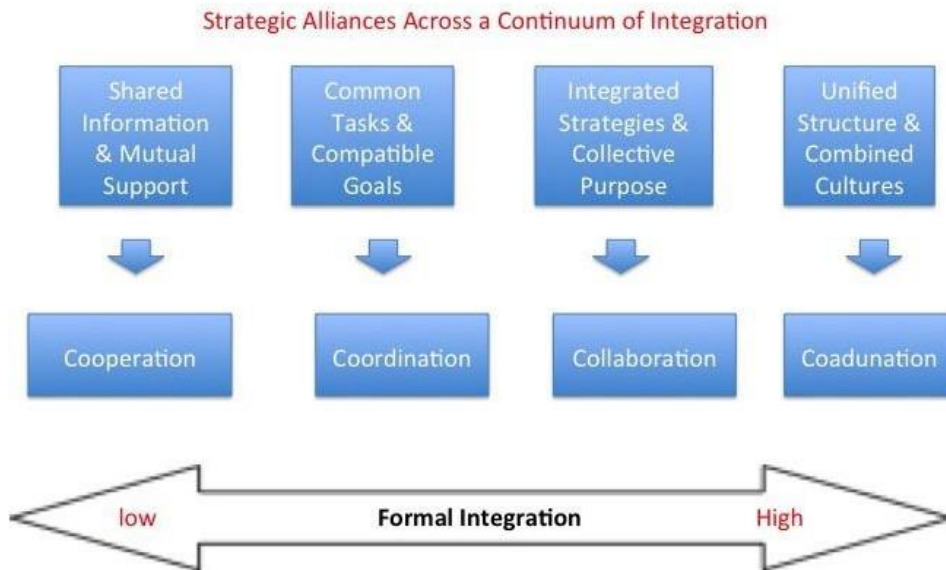 Strategic Alliances Across a Continuum of Integration
Shared
Information
& Mutual
Support
Common
Tasks &
Compatible
Goals
Integrated
Strategies &
Collective
Purpose
Unified
Structure &
Combined
Cultures
Cooperation
Coordination
Collaboration
Coadunation
low
Formal Integration
High